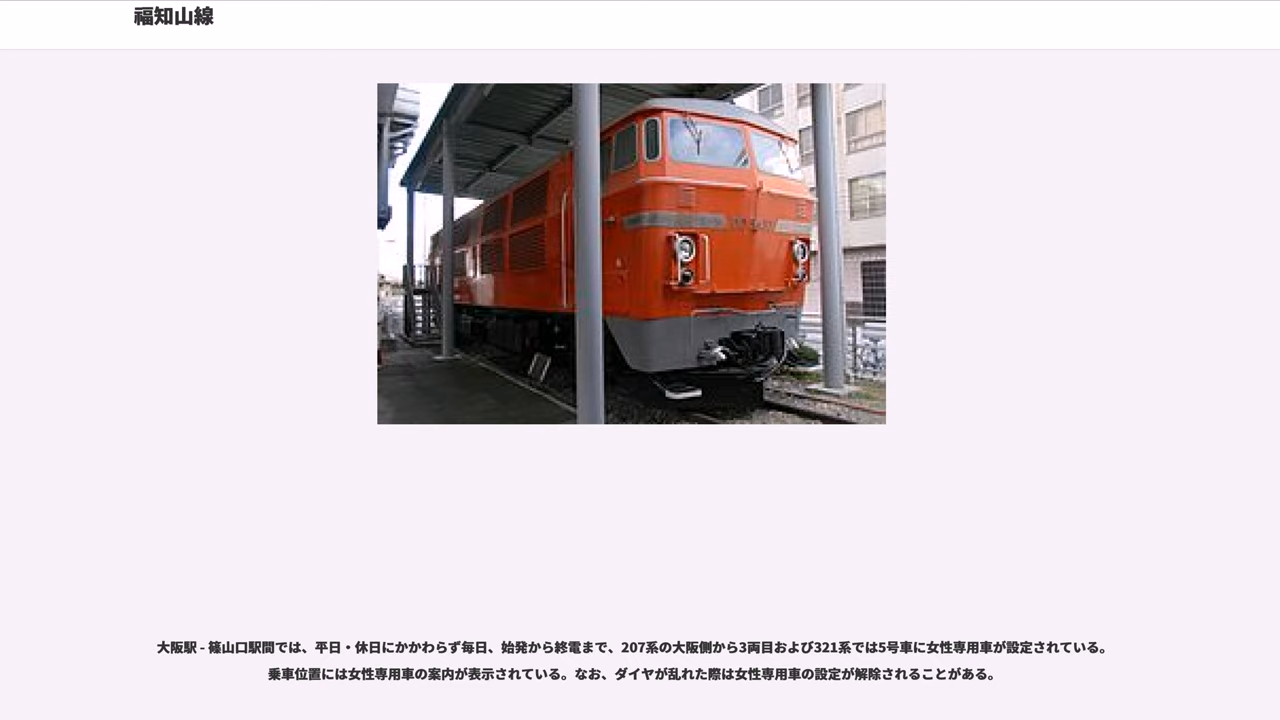 福知山線
大阪駅 - 篠山口駅間では、平日・休日にかかわらず毎日、始発から終電まで、207系の大阪側から3両目および321系では5号車に女性専用車が設定されている。
乗車位置には女性専用車の案内が表示されている。なお、ダイヤが乱れた際は女性専用車の設定が解除されることがある。